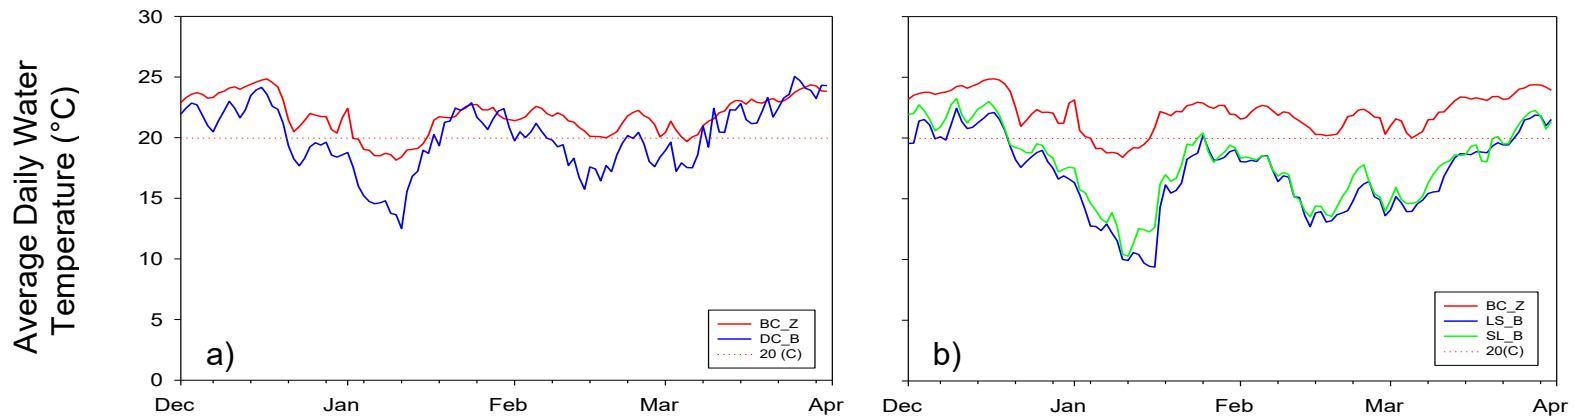 Average Daily Water
Temperature (°C)
30
25
20
15
10
5
0
Dec
Jan
Feb
Mar
Apr
a)
BC_Z
DC_B
20 (C)
Dec
Jan
Feb
Mar
Apr
b)
BC_Z
LS_B
SL_B
20(C)